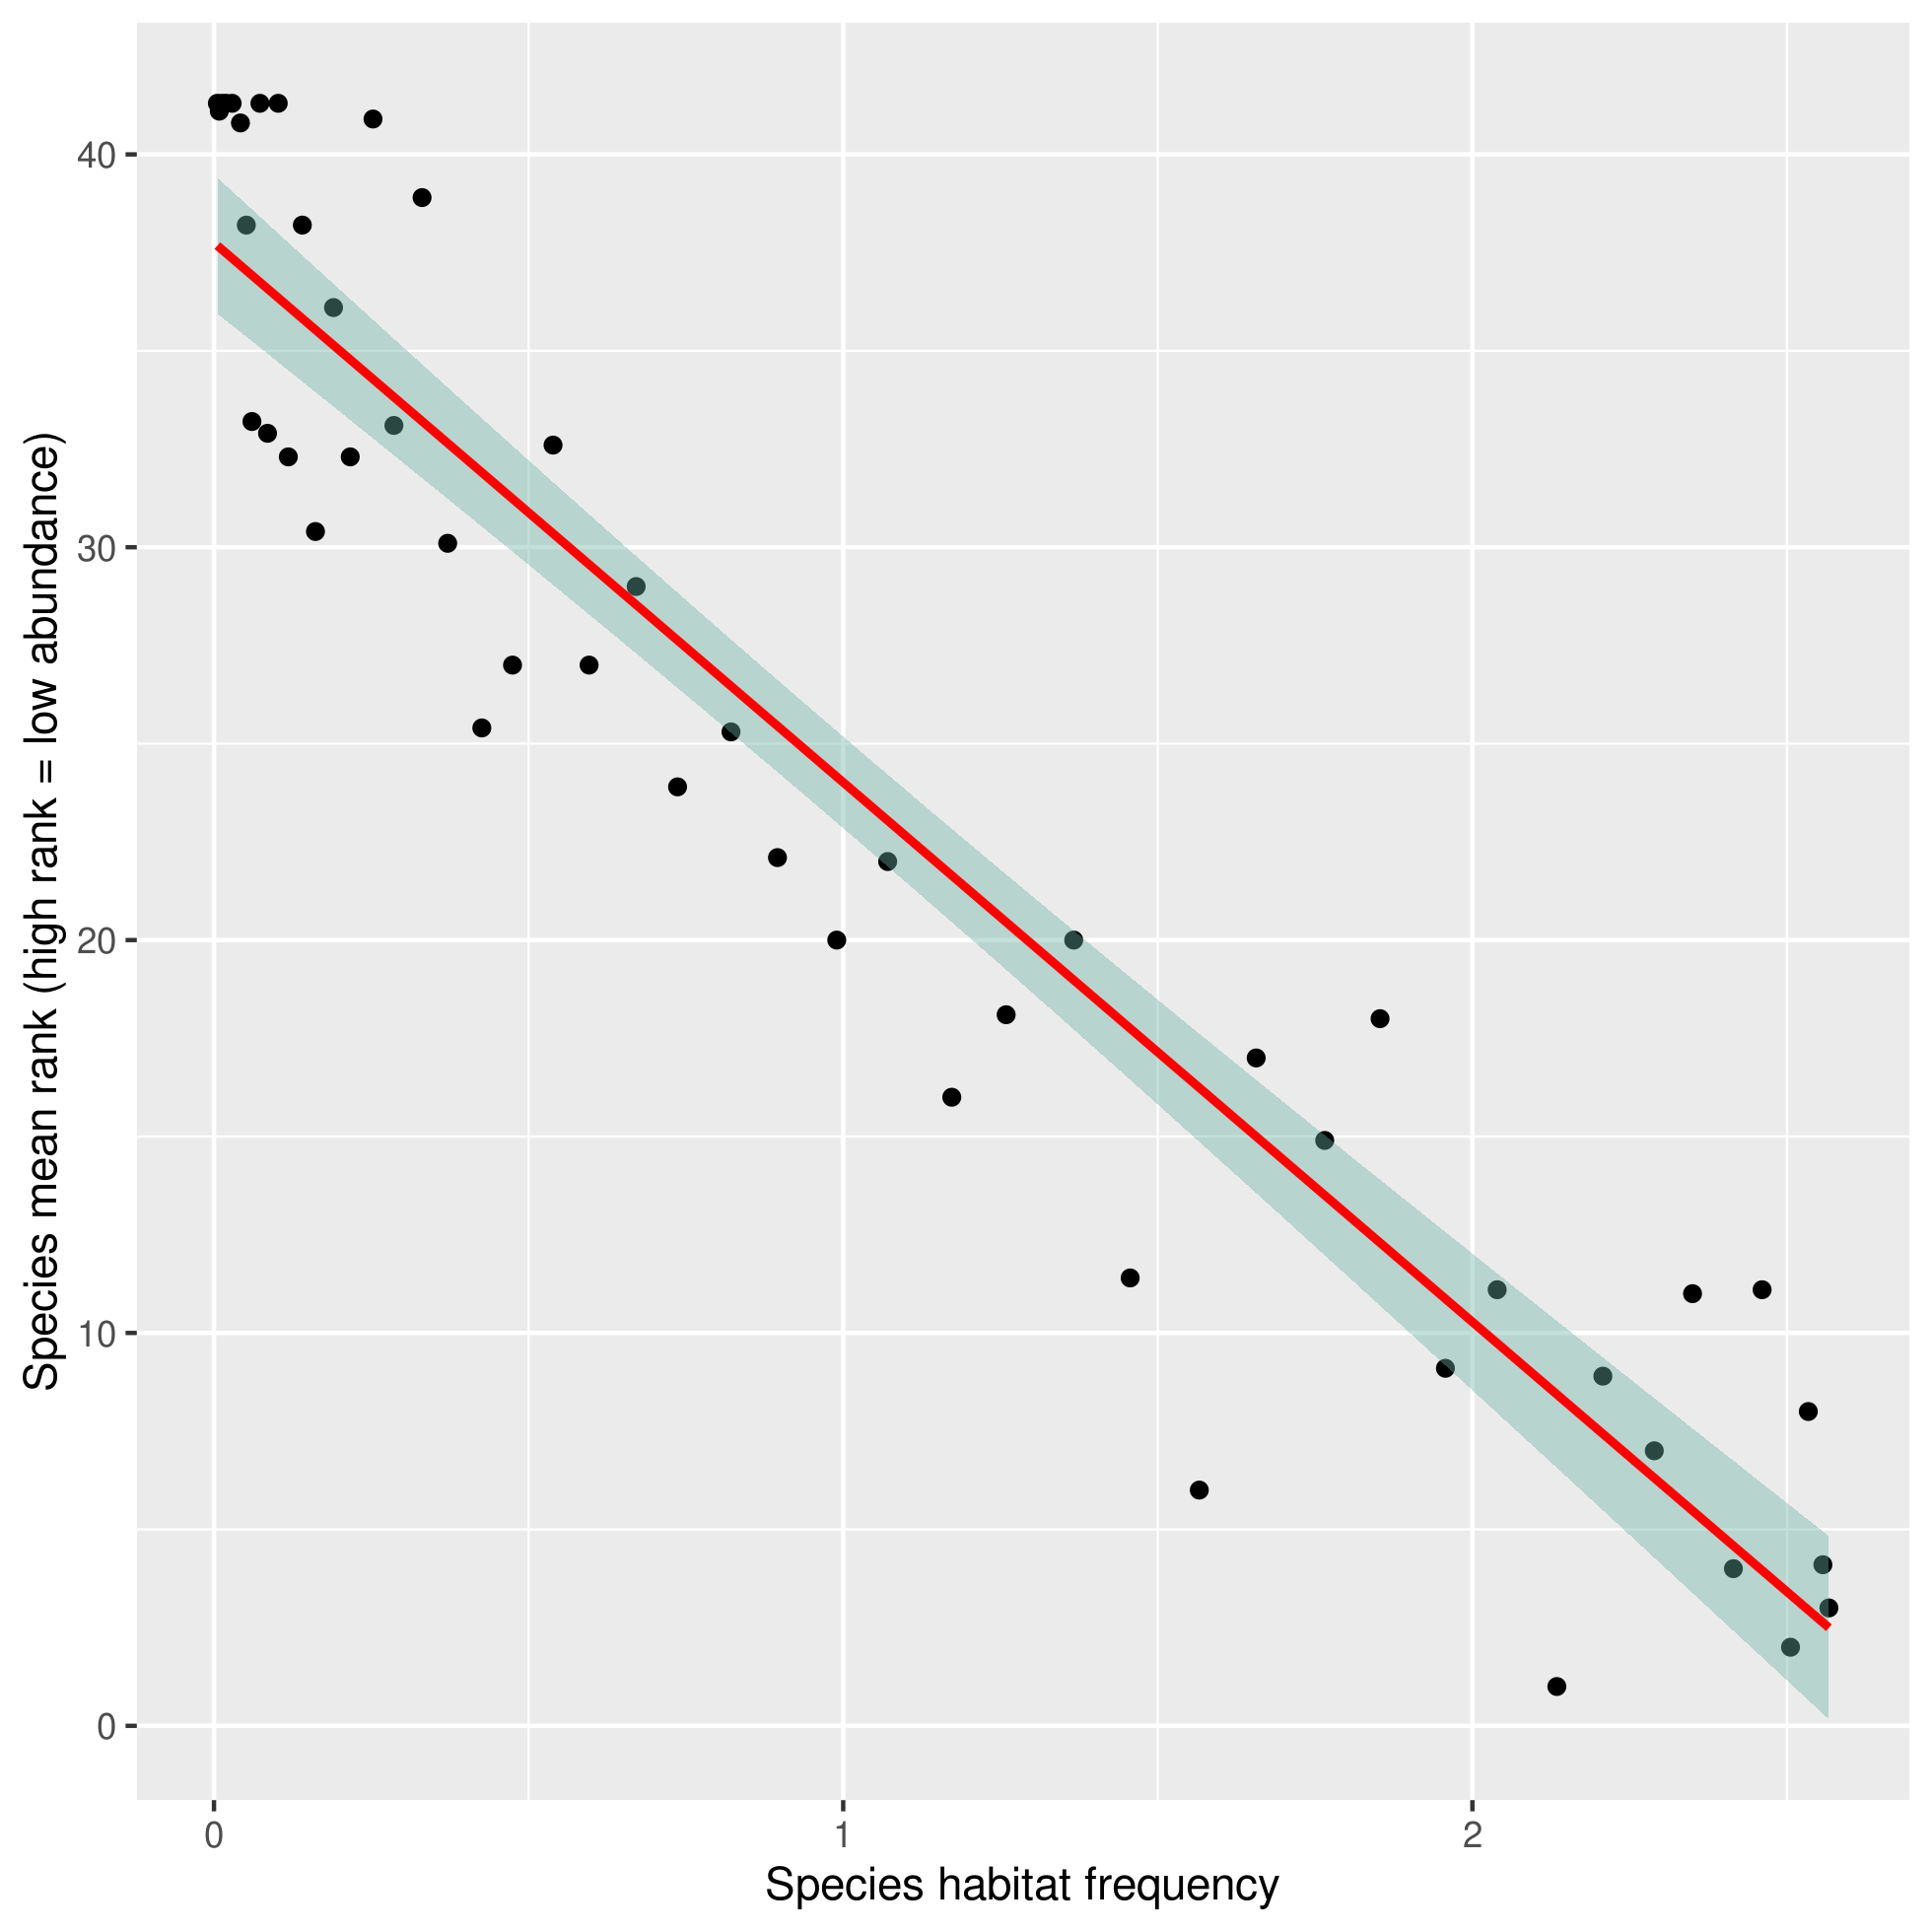 Species mean rank (high rank = low abundance)
40
30
20
10
0
0 1 2
Species habitat frequency